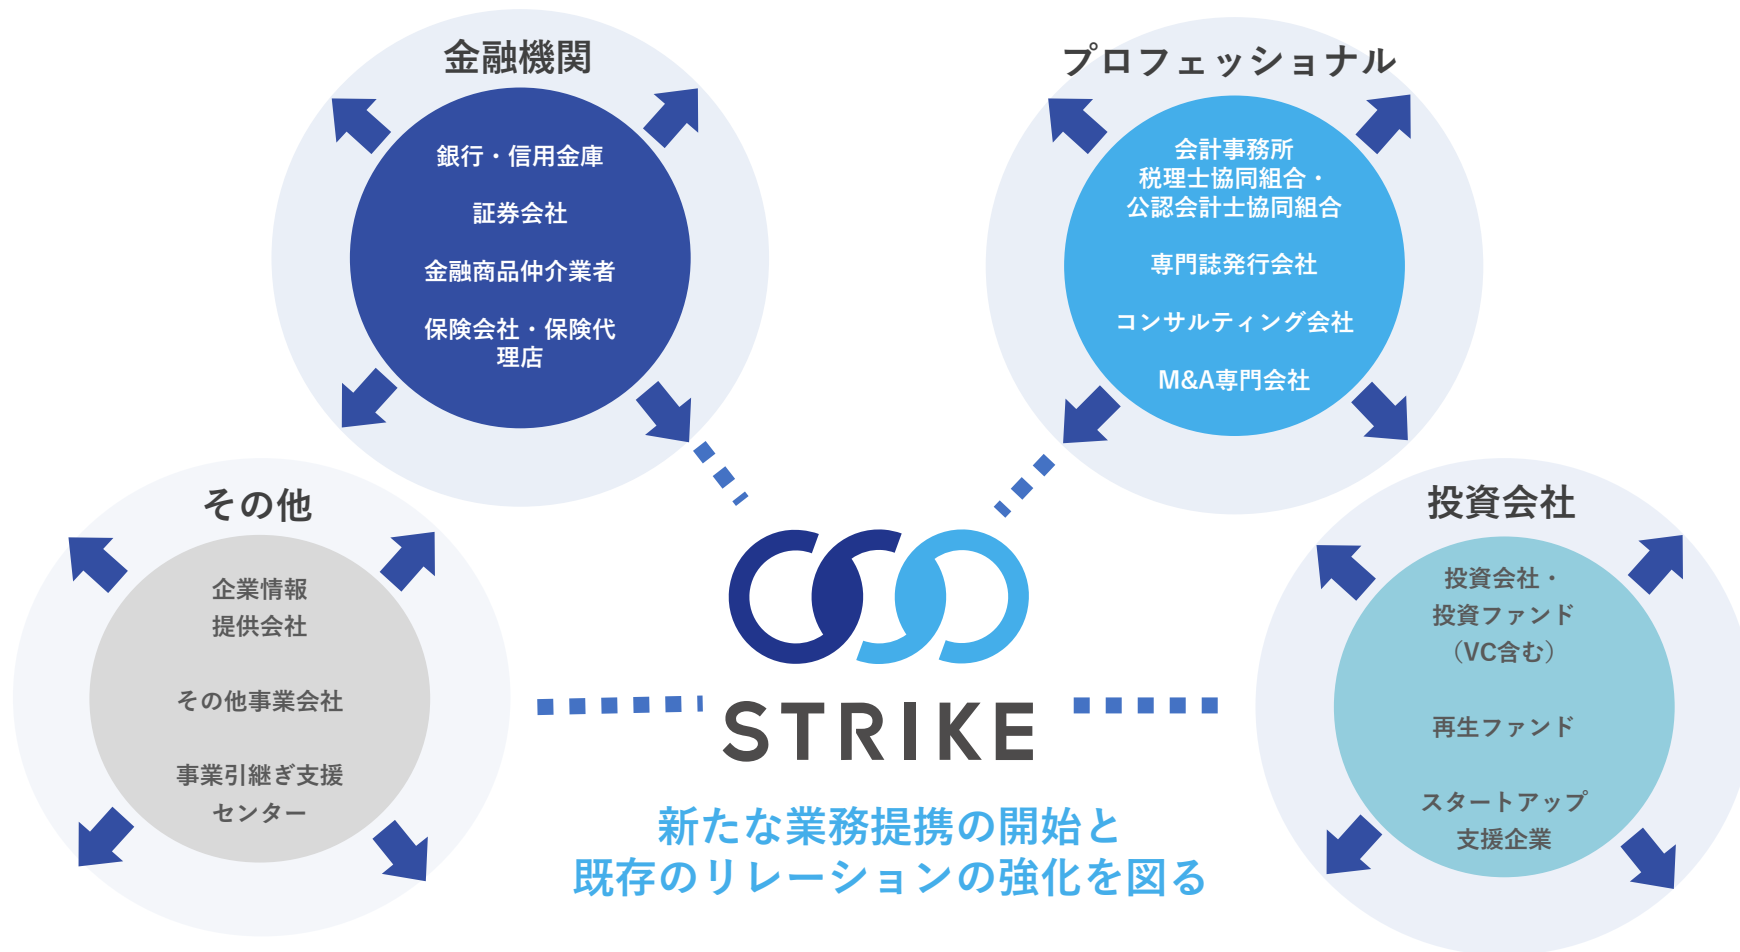 金融機関
銀行・信用金庫
証券会社
金融商品仲介業者
保険会社・保険代
理店
プロフェッショナル
会計事務所
税理士協同組合・
公認会計士協同組合
専門誌発行会社
コンサルティング会社
M&A専門会社
その他
企業情報
提供会社
その他事業会社
事業引継ぎ支援
センター
投資会社
投資会社・
投資ファンド
（VC含む）
再生ファンド
スタートアップ
支援企業
STRIKE
新たな業務提携の開始と
既存のリレーションの強化を図る